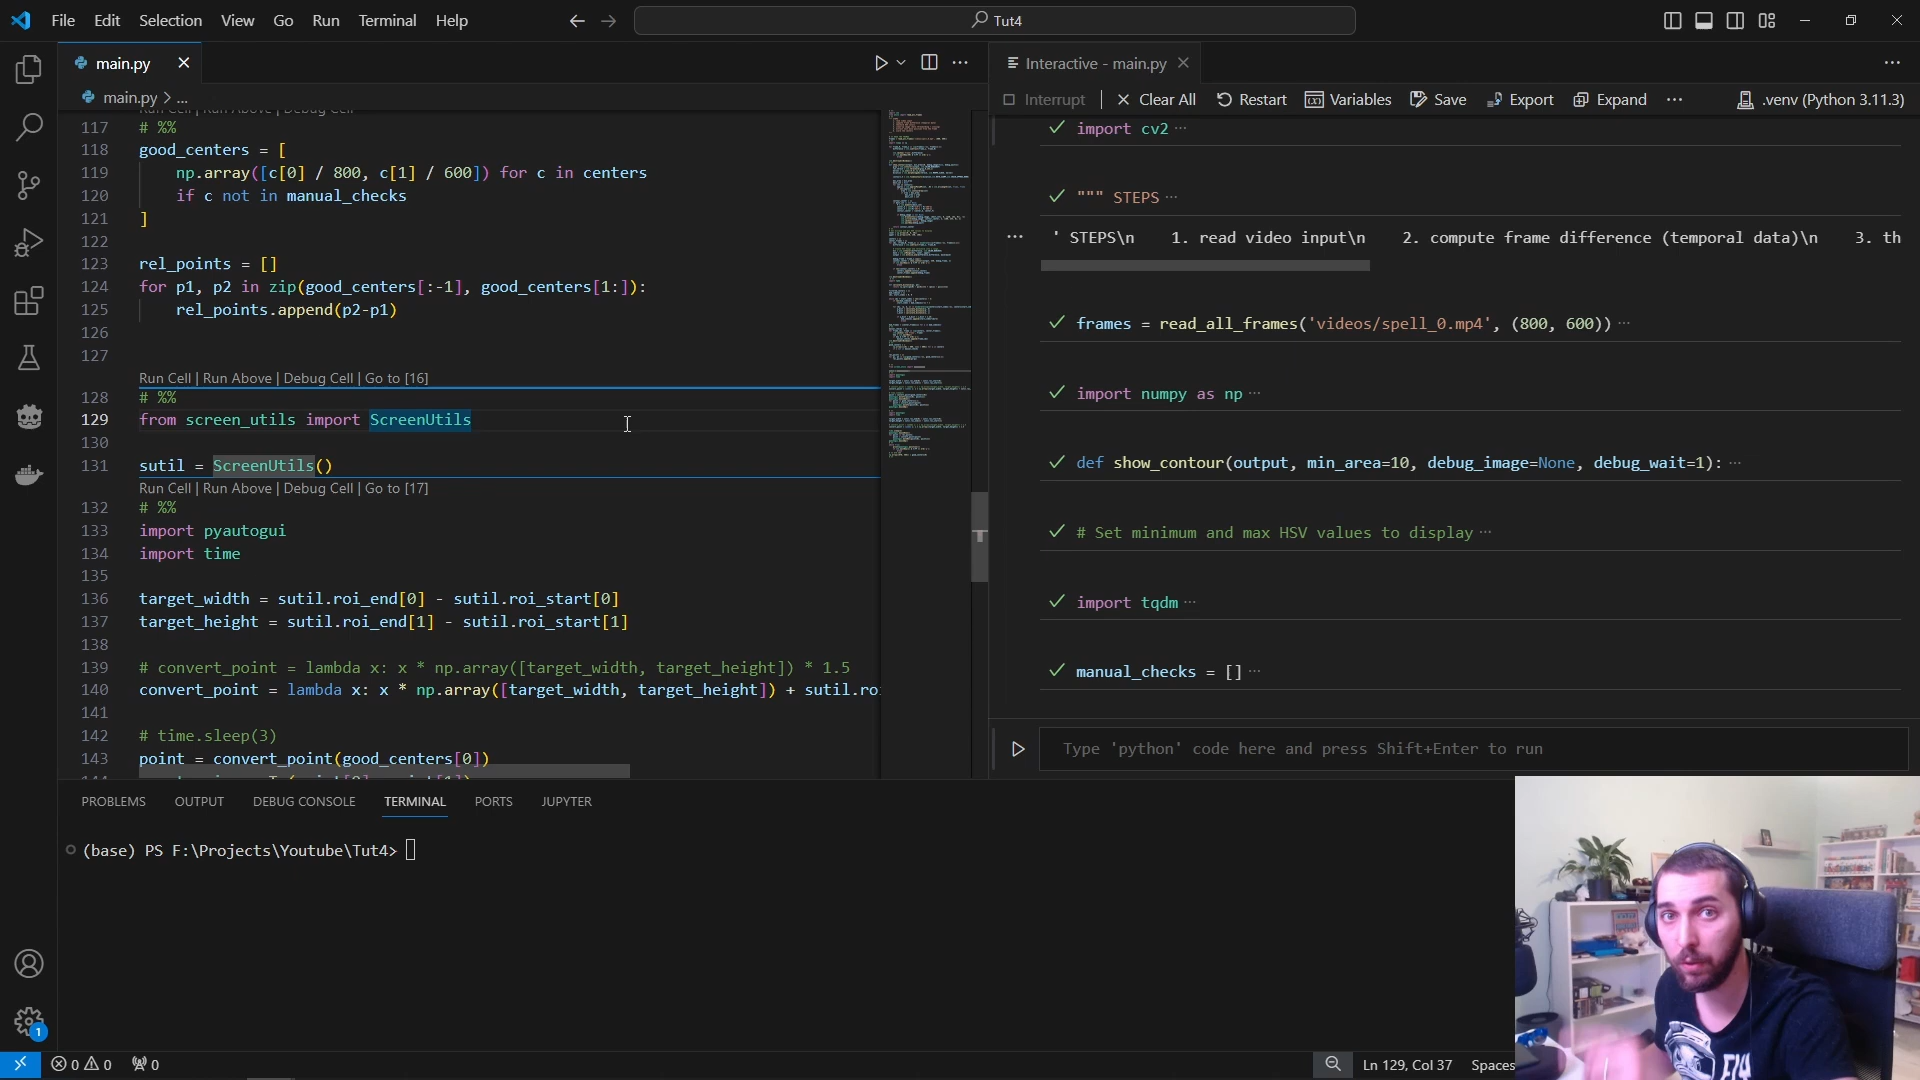 File Edit Selection View Go Run Terminal Help
Tut4
main.py
main.py > ...
Run Cell | Run Above | Debug Cell
117 # %%
118 good_centers = [
119 np.array([c[0] / 800, c[1] / 600]) for c in centers
120 if c not in manual_checks
121 ]
122
123 rel_points = []
124 for p1, p2 in zip(good_centers[:-1], good_centers[1:]):
125 rel_points.append(p2-p1)
126
127
Run Cell | Run Above | Debug Cell | Go to [16]
128 # %%
129 from screen_utils import ScreenUtils
130
131 sutil = ScreenUtils()
Run Cell | Run Above | Debug Cell | Go to [17]
132 # %%
133 import pyautogui
134 import time
135
136 target_width = sutil.roi_end[0] - sutil.roi_start[0]
137 target_height = sutil.roi_end[1] - sutil.roi_start[1]
138
139 # convert_point = lambda x: x * np.array([target_width, target_height]) * 1.5
140 convert_point = lambda x: x * np.array([target_width, target_height]) + sutil.ro
141
142 # time.sleep(3)
143 point = convert_point(good_centers[0])
Interactive - main.py
Interrupt | Clear All Restart Variables Save Export Expand ... .venv (Python 3.11.3)
import cv2 ...
""" STEPS ...
' STEPS\n 1. read video input\n 2. compute frame difference (temporal data)\n 3. th
frames = read_all_frames('videos/spell_0.mp4', (800, 600)) ...
import numpy as np ...
def show_contour(output, min_area=10, debug_image=None, debug_wait=1): ...
# Set minimum and max HSV values to display ...
import tqdm ...
manual_checks = [] ...
Type 'python' code here and press Shift+Enter to run
PROBLEMS OUTPUT DEBUG CONSOLE TERMINAL PORTS JUPYTER
(base) PS F:\Projects\Youtube\Tut4>
1
0 0 0
Ln 129, Col 37 Spaces